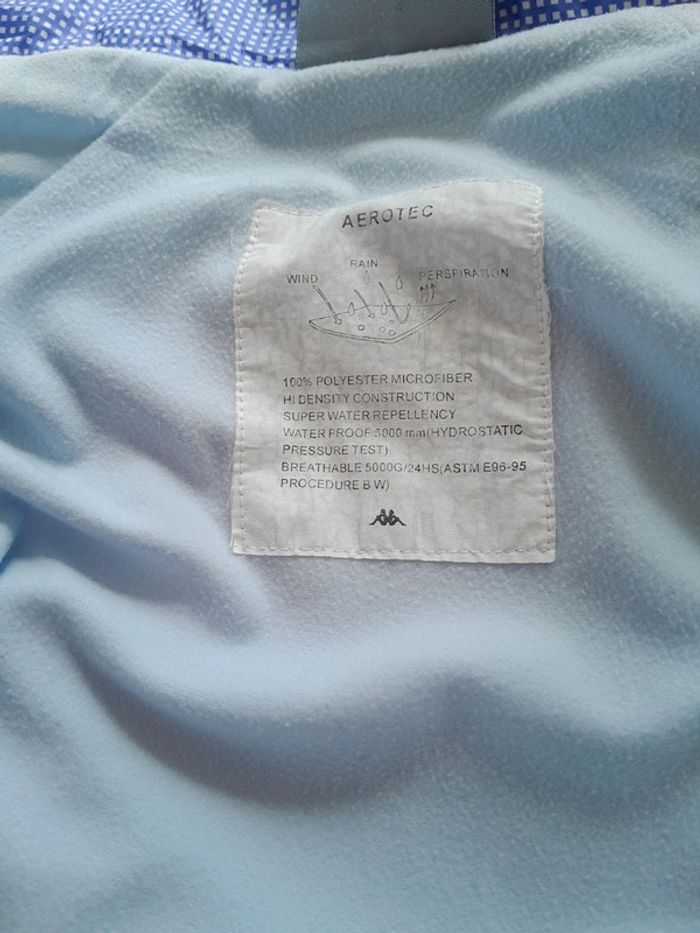 AEROTEC
RAIN
WIND
PERSPIRATION
100% POLYESTER MICROFIBER
HI DENSITY CONSTRUCTION
SUPER WATER REPELLENCY
WATER PROOF 5000 mm(HYDROSTATIC
PRESSURE TEST)
BREATHABLE 5000G/24HS(ASTM E96-95
PROCEDURE B W)